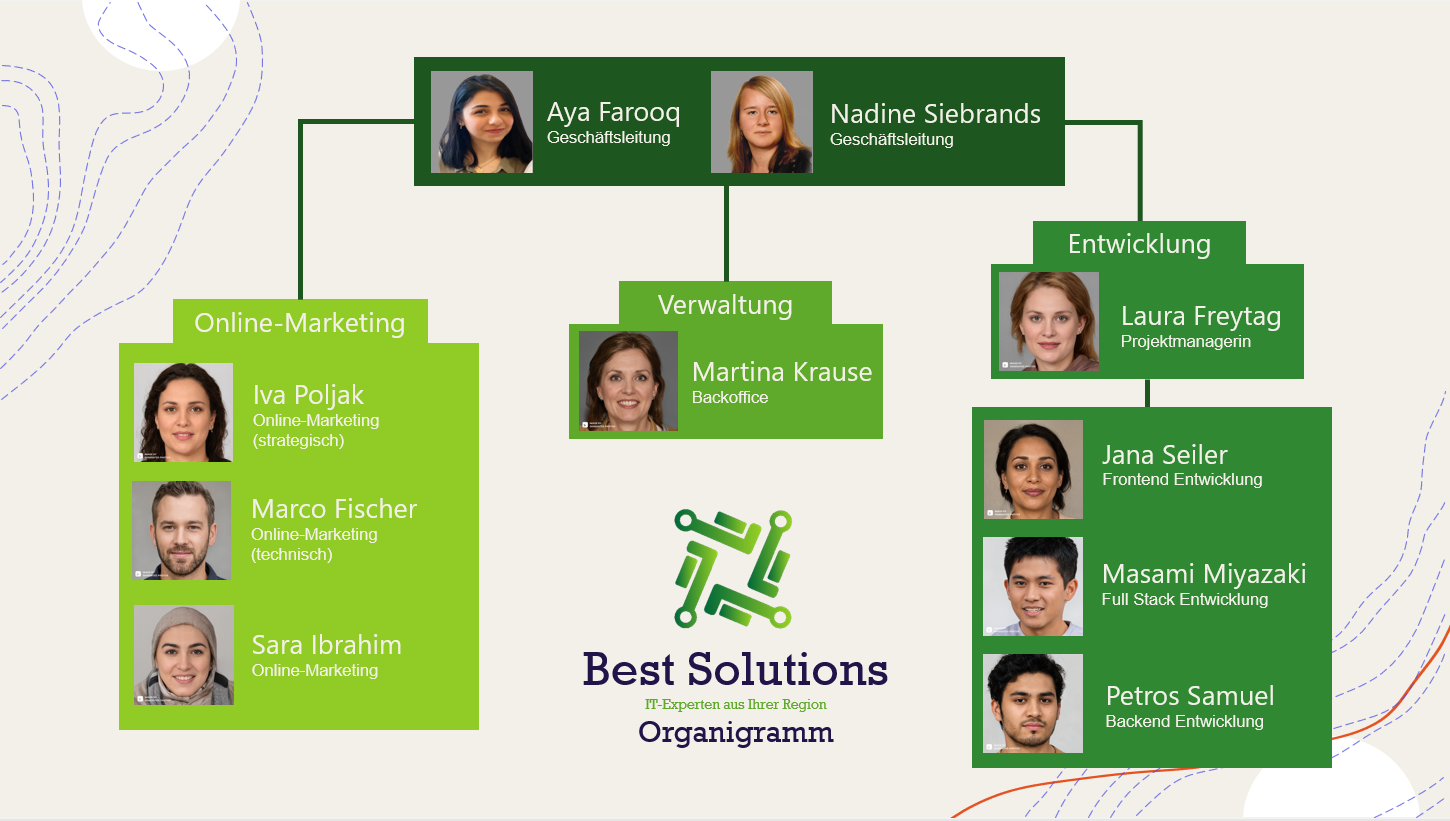 Aya Farooq
Geschäftsleitung
Nadine Siebrands
Geschäftsleitung
Online-Marketing
Iva Poljak
Online-Marketing
(strategisch)
Marco Fischer
Online-Marketing
(technisch)
Sara Ibrahim
Online-Marketing
Verwaltung
Martina Krause
Backoffice
Entwicklung
Laura Freytag
Projektmanagerin
Jana Seiler
Frontend Entwicklung
Masami Miyazaki
Full Stack Entwicklung
Petros Samuel
Backend Entwicklung
Best Solutions
IT-Experten aus Ihrer Region
Organigramm